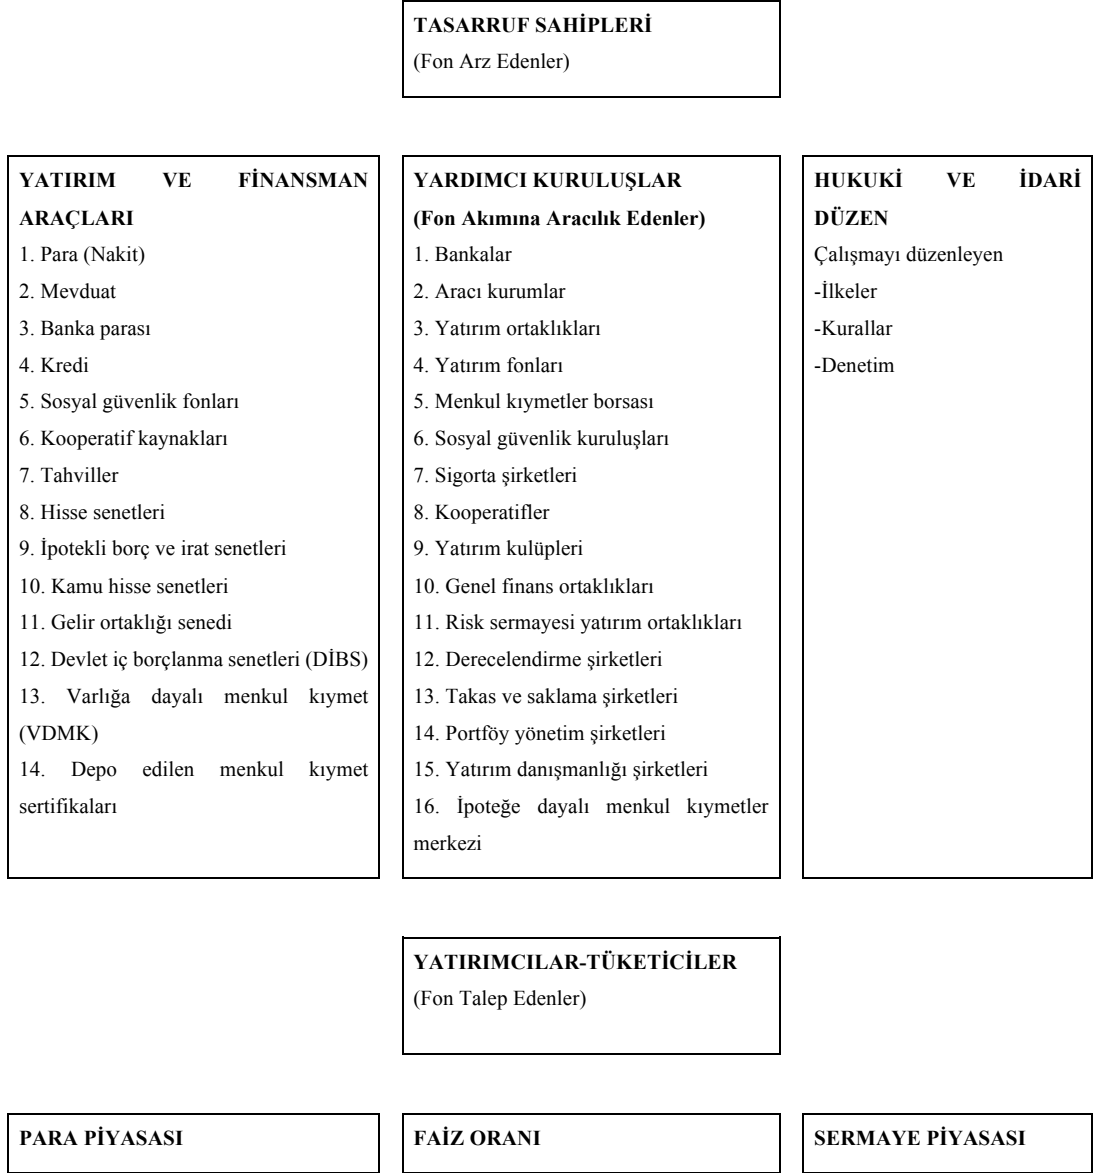 TASARRUF SAHİPLERİ
(Fon Arz Edenler)
YATIRIM VE FİNANSMAN
ARAÇLARI
1. Para (Nakit)
2. Mevduat
3. Banka parası
4. Kredi
5. Sosyal güvenlik fonları
6. Kooperatif kaynakları
7. Tahviller
8. Hisse senetleri
9. İpotekli borç ve irat senetleri
10. Kamu hisse senetleri
11. Gelir ortaklığı senedi
12. Devlet iç borçlanma senetleri (DİBS)
13. Varlığa dayalı menkul kıymet
(VDMK)
14. Depo edilen menkul kıymet
sertifikaları
YARDIMCI KURULUŞLAR
(Fon Akımına Aracılık Edenler)
1. Bankalar
2. Aracı kurumlar
3. Yatırım ortaklıkları
4. Yatırım fonları
5. Menkul kıymetler borsası
6. Sosyal güvenlik kuruluşları
7. Sigorta şirketleri
8. Kooperatifler
9. Yatırım kulüpleri
10. Genel finans ortaklıkları
11. Risk sermayesi yatırım ortaklıkları
12. Derecelendirme şirketleri
13. Takas ve saklama şirketleri
14. Portföy yönetim şirketleri
15. Yatırım danışmanlığı şirketleri
16. İpoteğe dayalı menkul kıymetler
merkezi
HUKUKİ VE İDARİ
DÜZEN
Çalışmayı düzenleyen
-İlkeler
-Kurallar
-Denetim
YATIRIMCILAR-TÜKETİCİLER
(Fon Talep Edenler)
PARA PİYASASI
FAİZ ORANI
SERMAYE PİYASASI